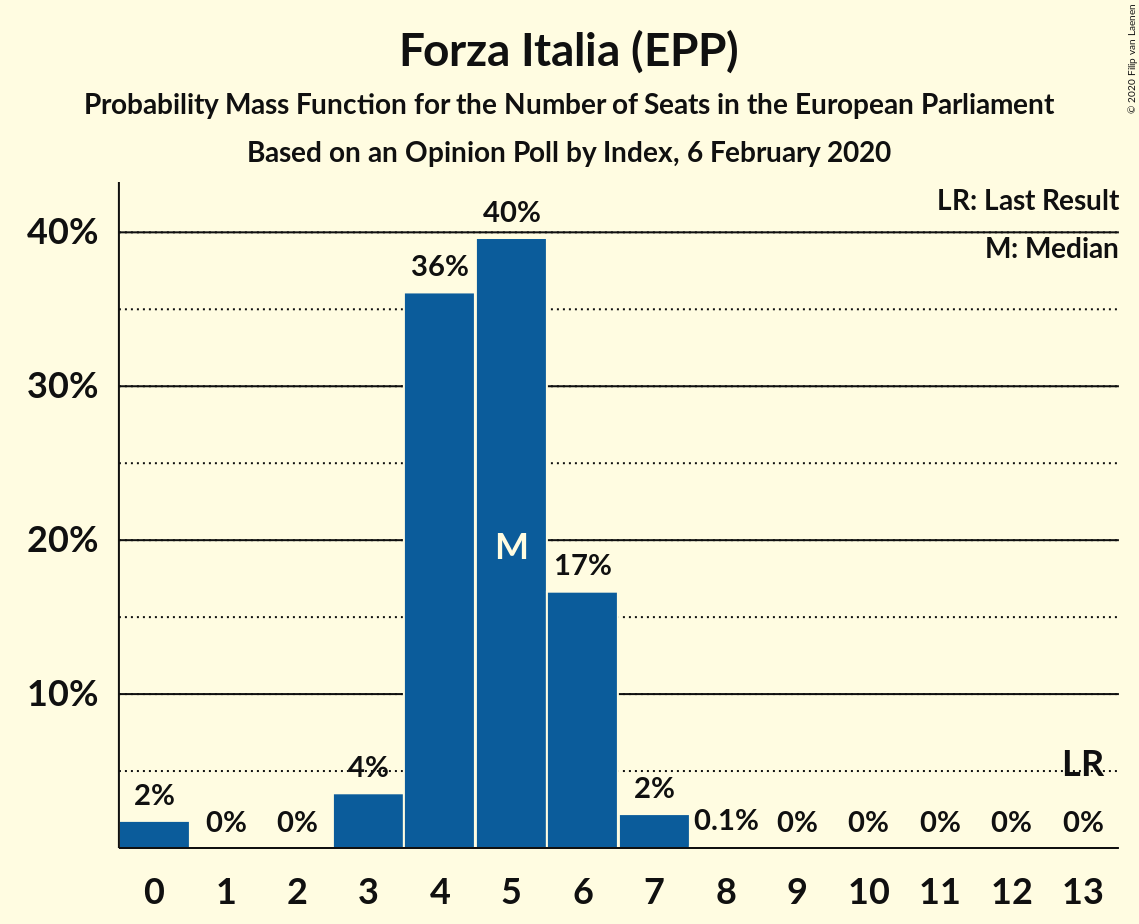 Forza Italia (EPP)
Probability Mass Function for the Number of Seats in the European Parliament
Based on an Opinion Poll by Index, 6 February 2020
© 2020 Filip van Laenen
LR: Last Result
M: Median
40%
30%
20%
10%
2%
0%
0%
4%
36%
40%
M
17%
2%
0.1%
0%
0%
0%
0%
LR
0%
0 1 2 3 4 5 6 7 8 9 10 11 12 13